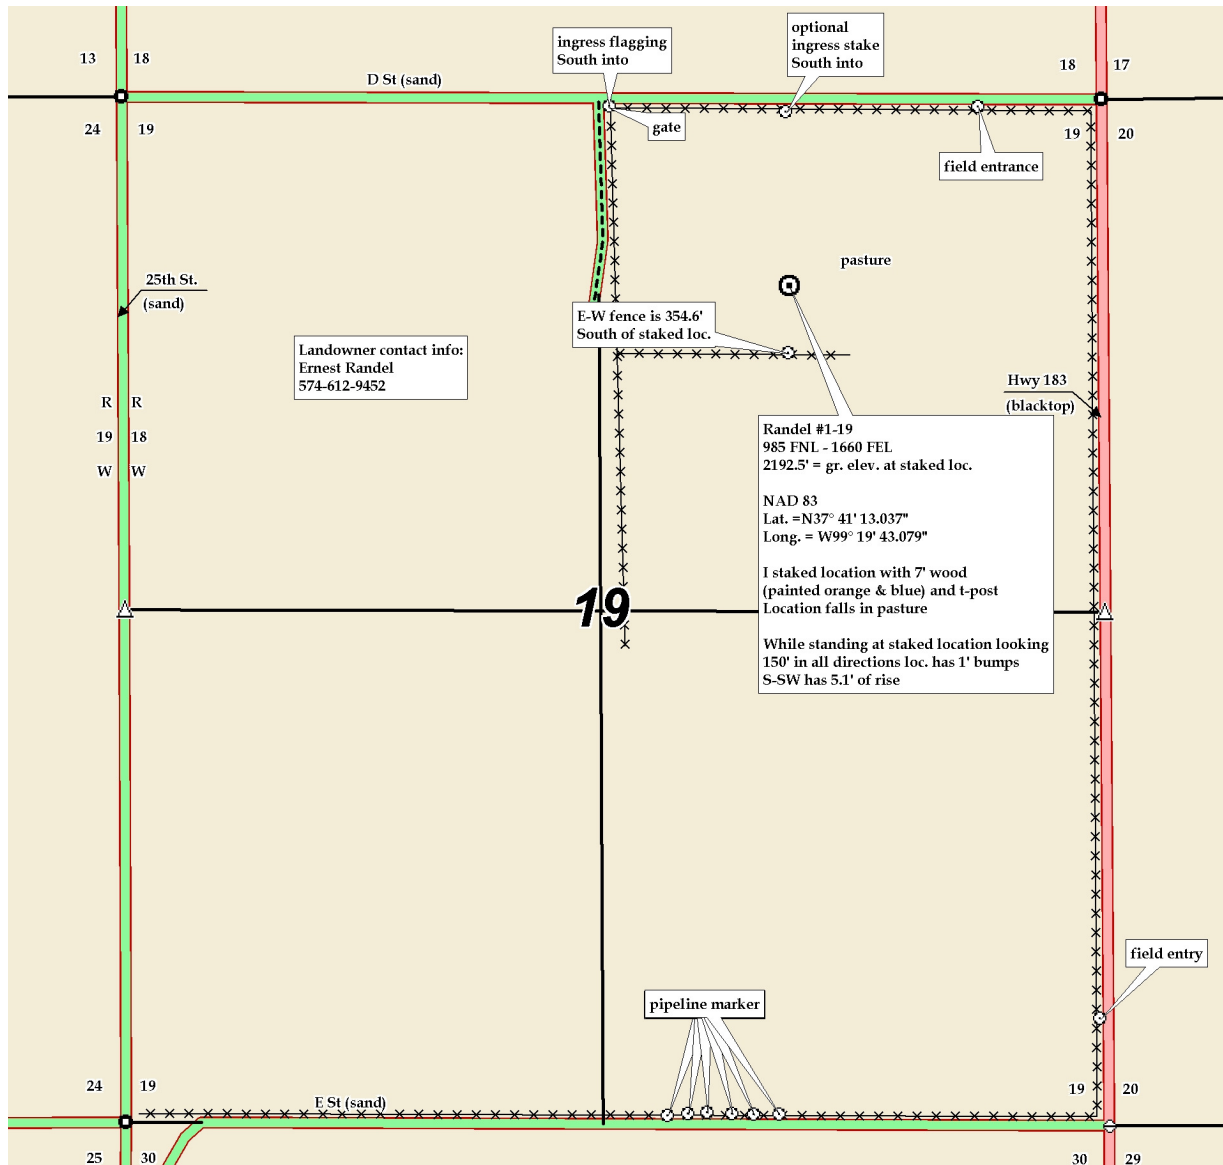 13 18
18 17
24 19
19 20
D St (sand)
ingress flagging
South into
optional
ingress stake
South into
gate
field entrance
pasture
25th St.
(sand)
E-W fence is 354.6'
South of staked loc.
Landowner contact info:
Ernest Randel
574-612-9452
Hwy 183
(blacktop)
R R
19 18
W W
Randel #1-19
985 FNL - 1660 FEL
2192.5' = gr. elev. at staked loc.
NAD 83
Lat. =N37° 41' 13.037"
Long. = W99° 19' 43.079"
I staked location with 7' wood
(painted orange & blue) and t-post
Location falls in pasture
While standing at staked location looking
150' in all directions loc. has 1' bumps
S-SW has 5.1' of rise
19
field entry
pipeline marker
24 19
19 20
E St (sand)
25 30
30 29